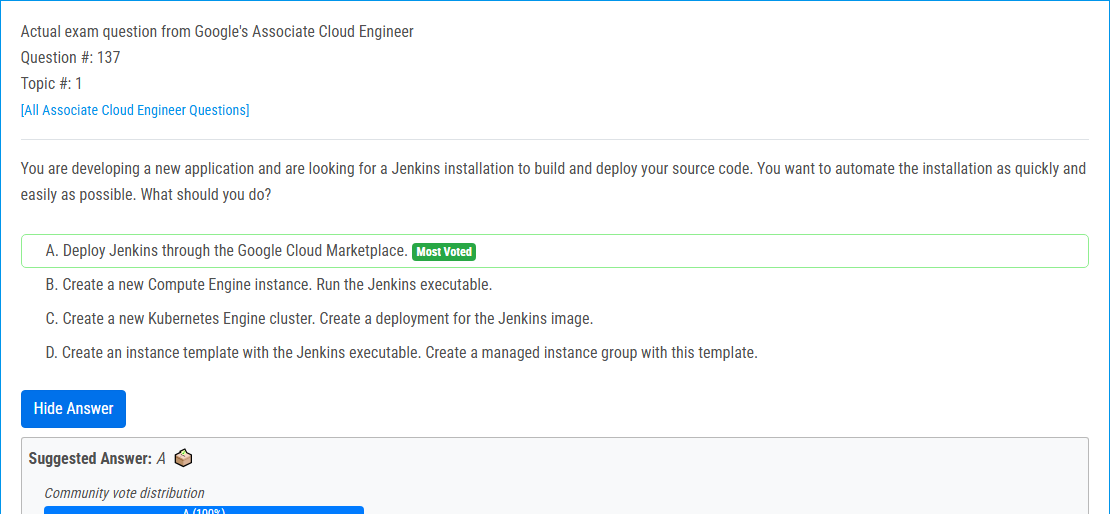 Actual exam question from Google's Associate Cloud Engineer
Question #: 137
Topic #: 1
[All Associate Cloud Engineer Questions]
You are developing a new application and are looking for a Jenkins installation to build and deploy your source code. You want to automate the installation as quickly and
easily as possible. What should you do?
A. Deploy Jenkins through the Google Cloud Marketplace. Most Voted
B. Create a new Compute Engine instance. Run the Jenkins executable.
C. Create a new Kubernetes Engine cluster. Create a deployment for the Jenkins image.
D. Create an instance template with the Jenkins executable. Create a managed instance group with this template.
Hide Answer
Suggested Answer: A
Community vote distribution
A (100%)